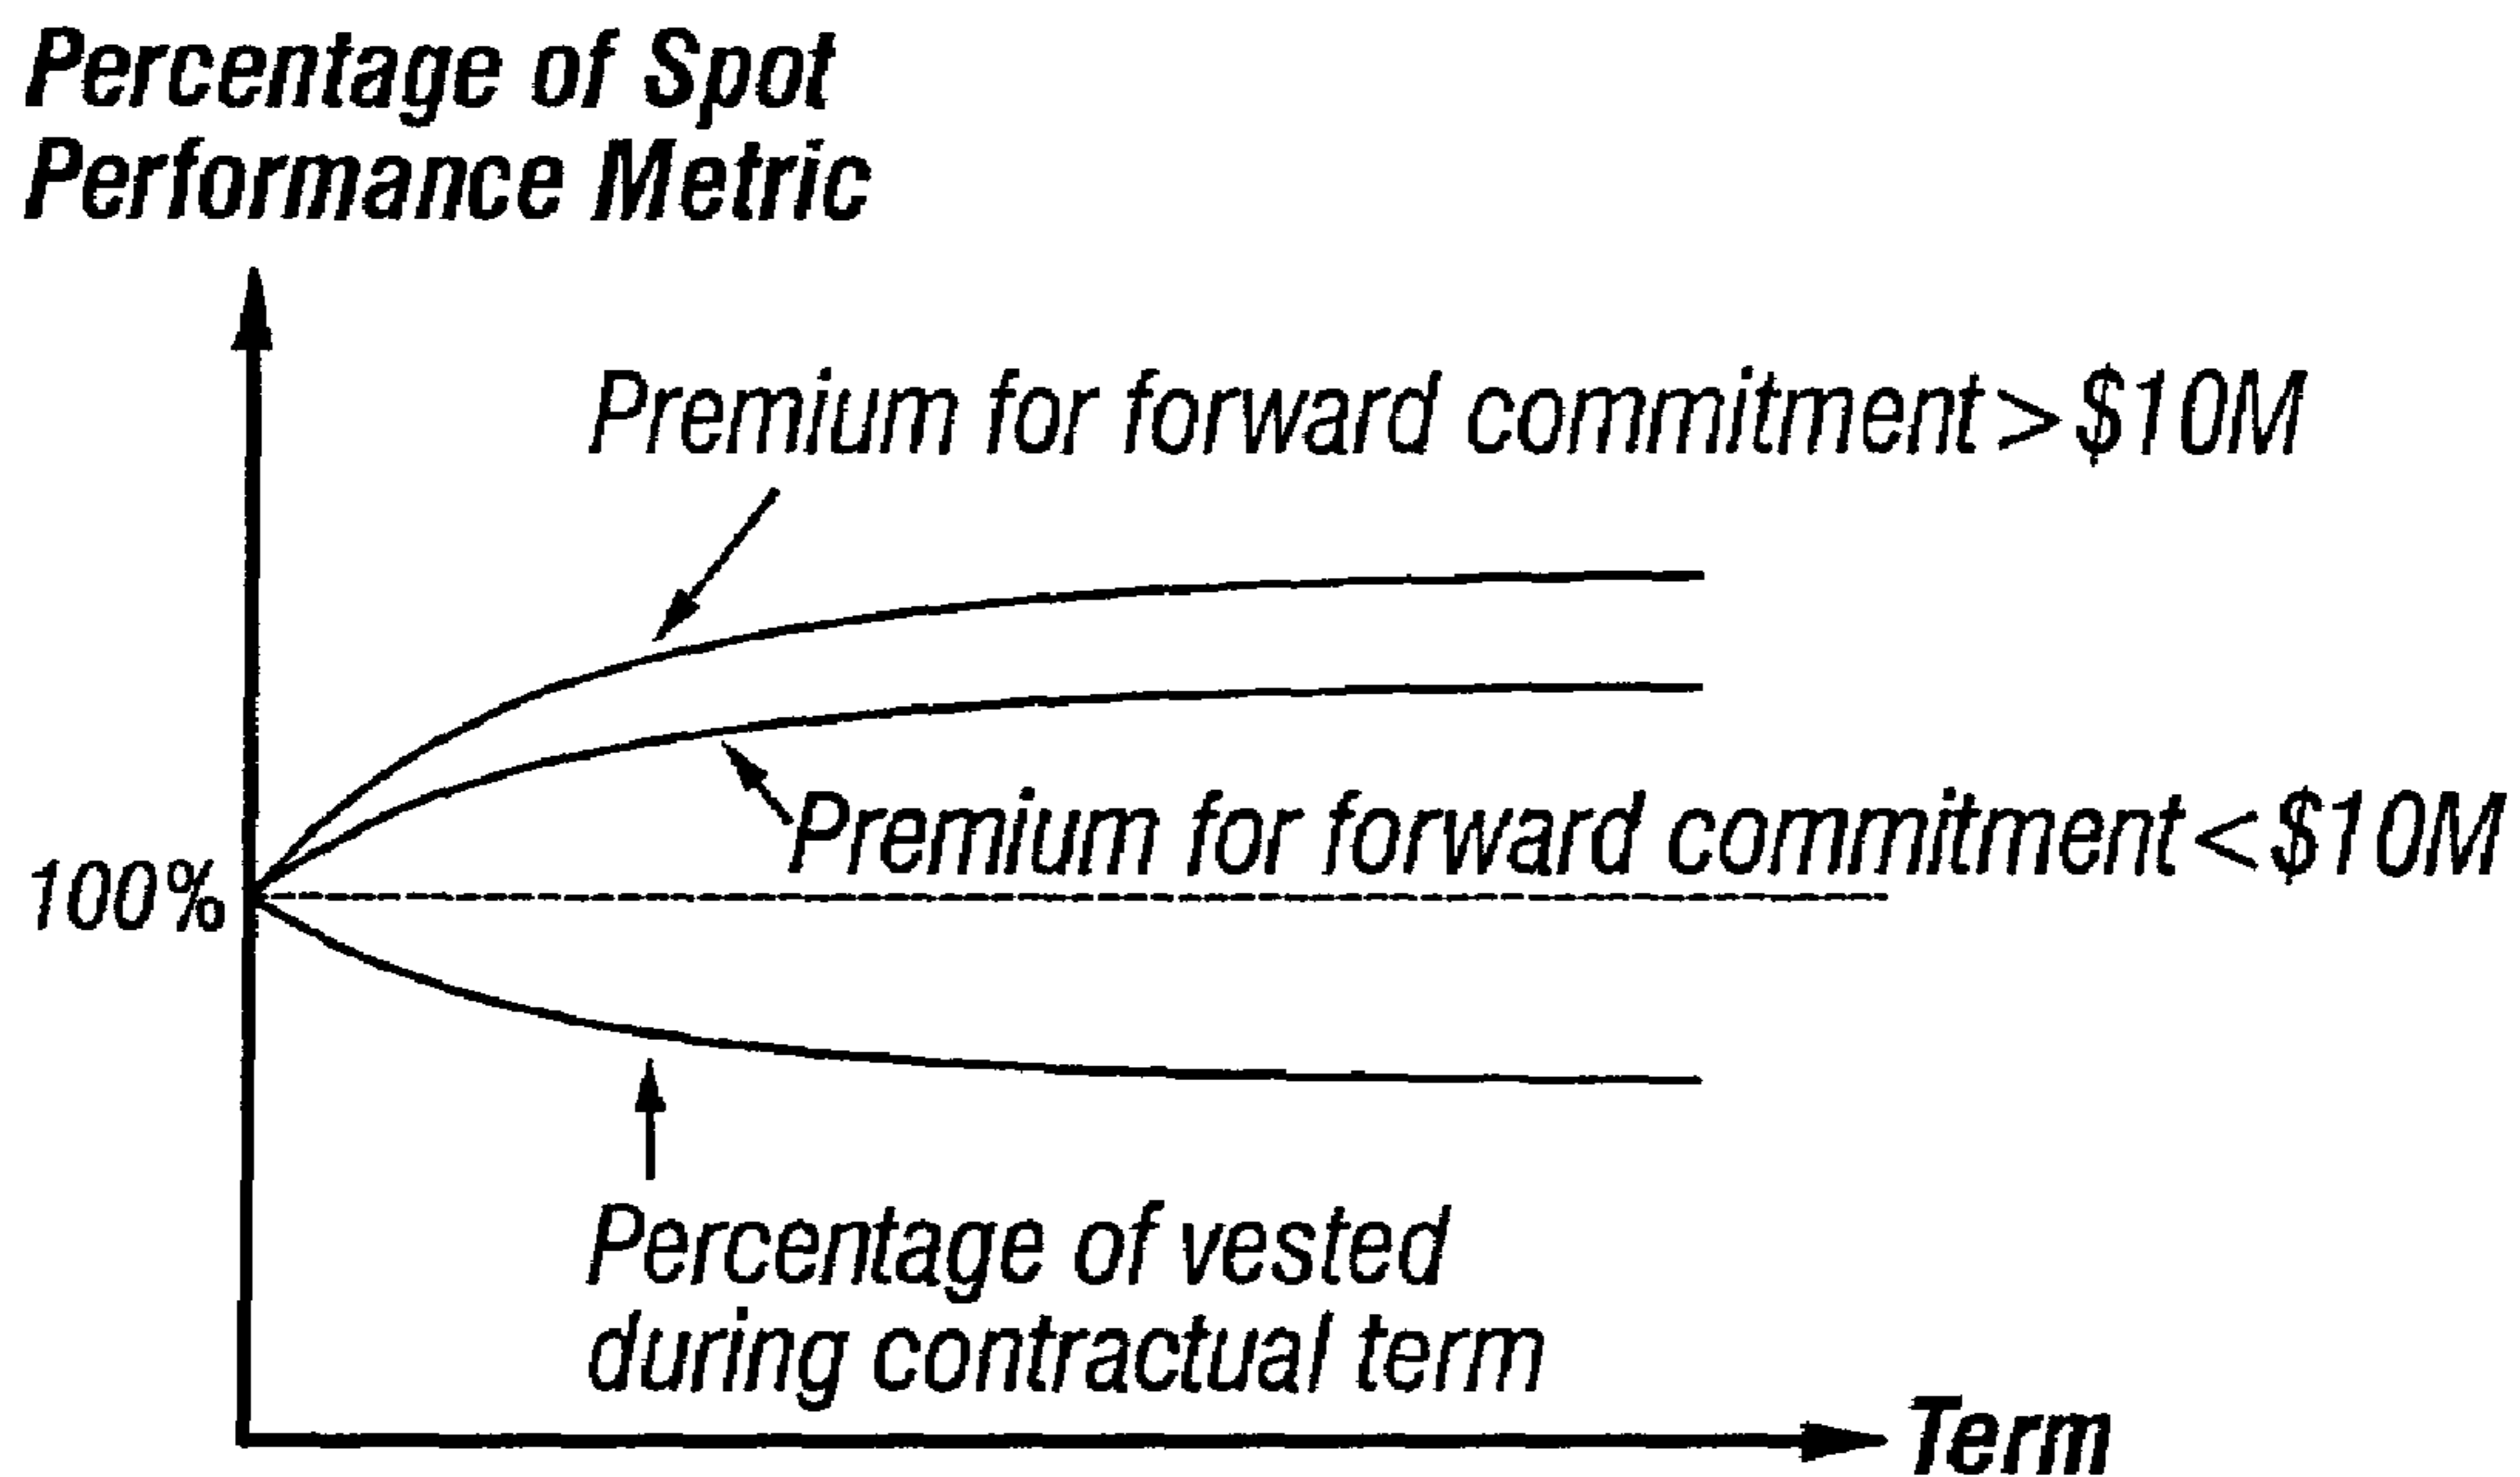 Percentage of Spot
Performance Metric
Premium for forward commitment > $10M
Premium for forward commitment < $10M
100%
Percentage of vested
during contractual term
Term